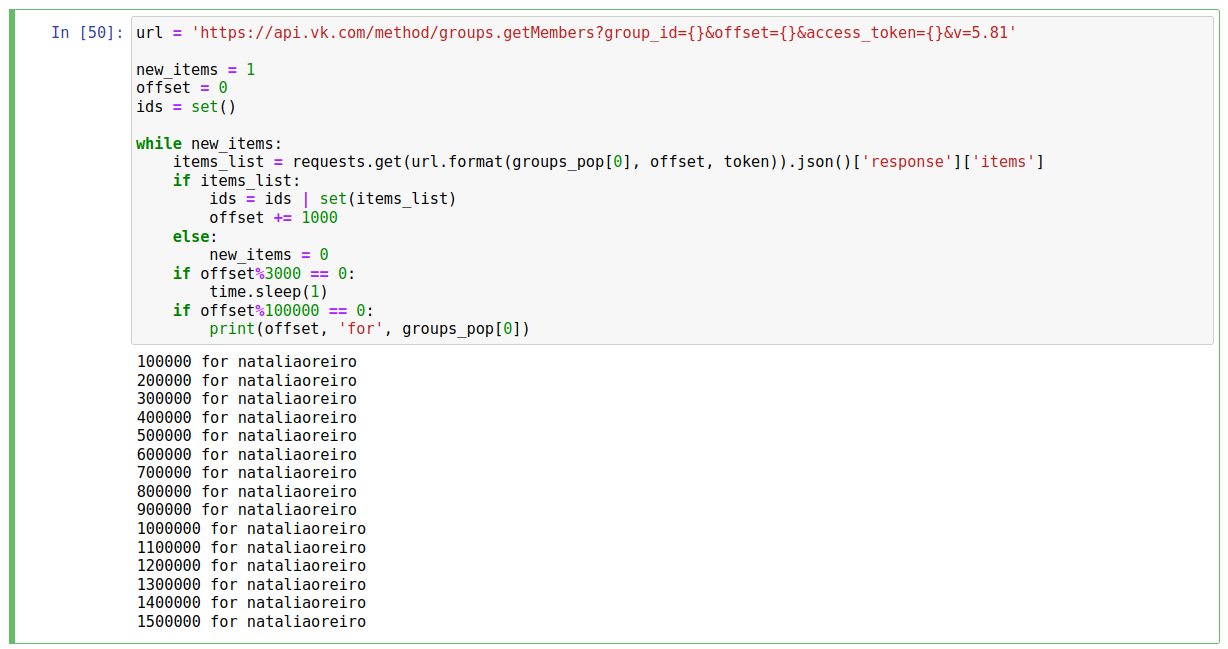 In [50]: url = 'https://api.vk.com/method/groups.getMembers?group_id={}&offset={}&access_token={}&v=5.81'

new_items = 1
offset = 0
ids = set()

while new_items:
    items_list = requests.get(url.format(groups_pop[0], offset, token)).json()['response']['items']
    if items_list:
        ids = ids | set(items_list)
        offset += 1000
    else:
        new_items = 0
    if offset%3000 == 0:
        time.sleep(1)
    if offset%100000 == 0:
        print(offset, 'for', groups_pop[0])
100000 for nataliaoreiro
200000 for nataliaoreiro
300000 for nataliaoreiro
400000 for nataliaoreiro
500000 for nataliaoreiro
600000 for nataliaoreiro
700000 for nataliaoreiro
800000 for nataliaoreiro
900000 for nataliaoreiro
1000000 for nataliaoreiro
1100000 for nataliaoreiro
1200000 for nataliaoreiro
1300000 for nataliaoreiro
1400000 for nataliaoreiro
1500000 for nataliaoreiro